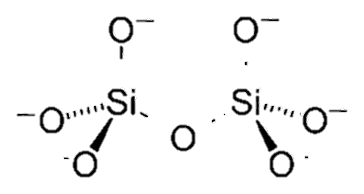 O⁻ O⁻
Si Si
⁻O O O⁻
⁻O O⁻